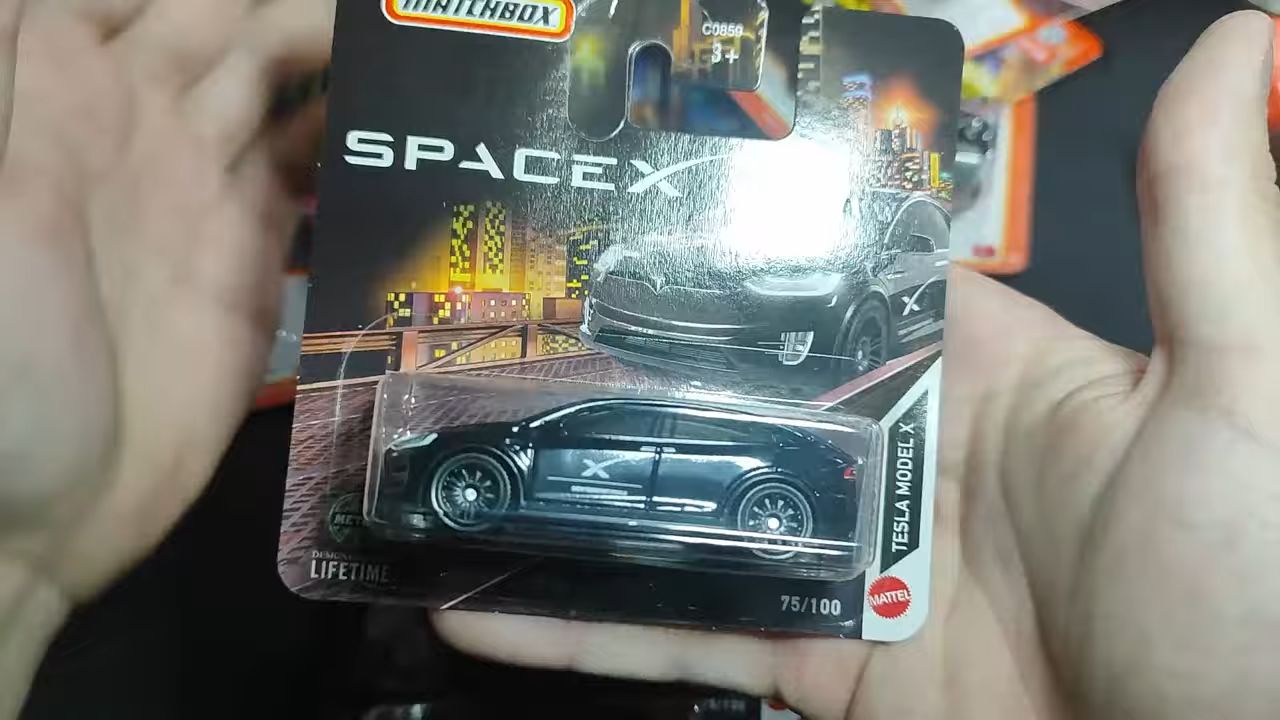 MATCHBOX
C0859
3+
SPACEX
X
X
TESLA MODEL X
LIFETIME
75/100
MATTEL